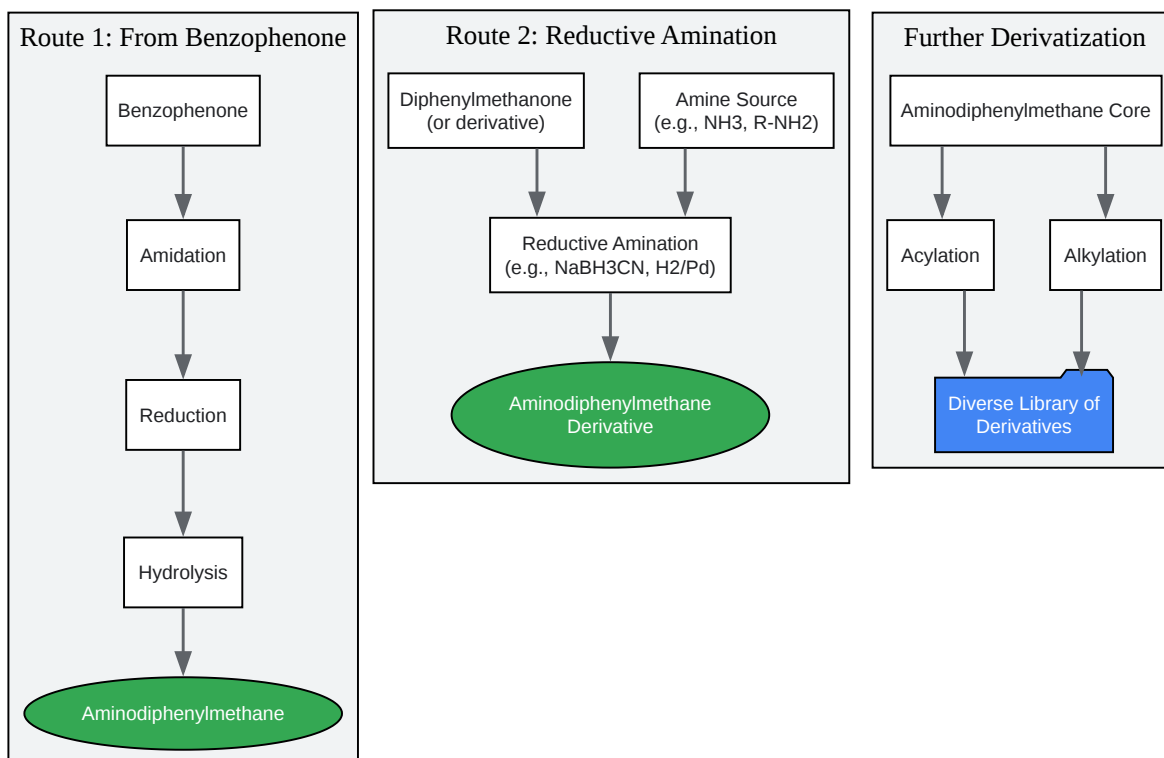 Route 1: From Benzophenone
Benzophenone
Amidation
Reduction
Hydrolysis
Aminodiphenylmethane
Route 2: Reductive Amination
Diphenylmethanone
(or derivative)
Amine Source
(e.g., NH3, R-NH2)
Reductive Amination
(e.g., NaBH3CN, H2/Pd)
Aminodiphenylmethane
Derivative
Further Derivatization
Aminodiphenylmethane Core
Acylation
Alkylation
Diverse Library of
Derivatives